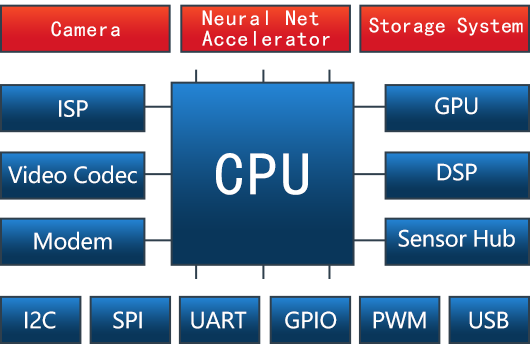 Camera
Neural Net
Accelerator
Storage System
ISP
GPU
CPU
Video Codec
DSP
Modem
Sensor Hub
I2C
SPI
UART
GPIO
PWM
USB